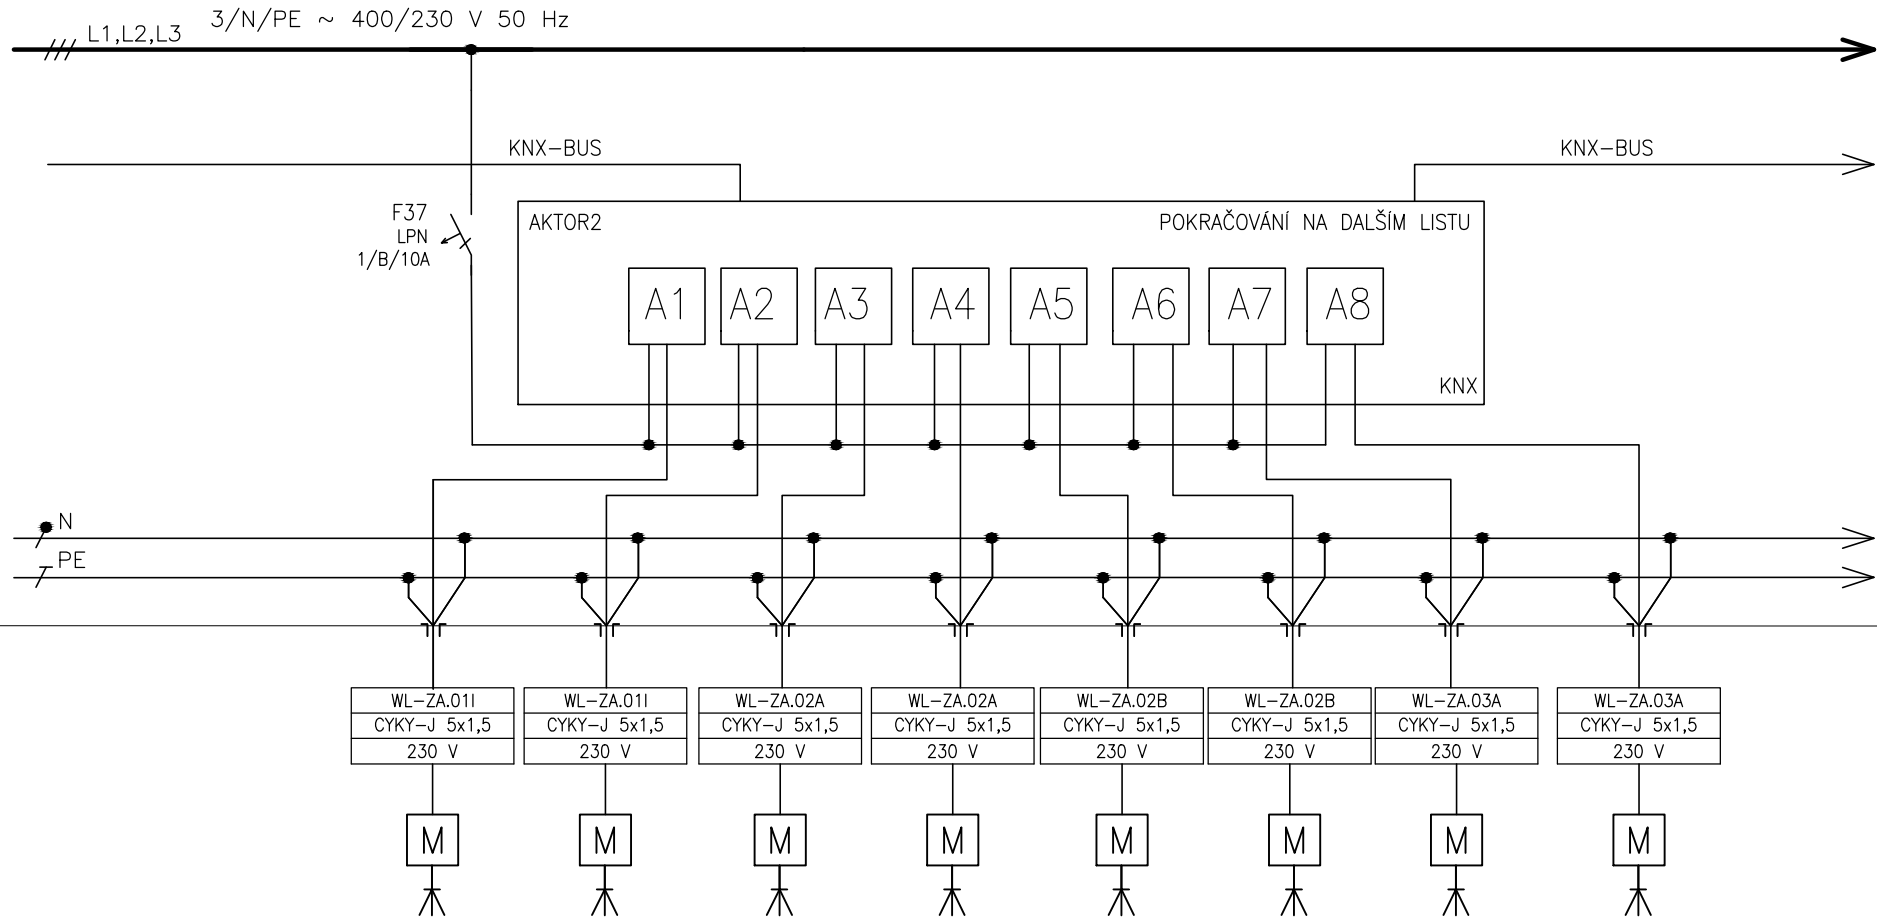 3/N/PE ~ 400/230 V 50 Hz
L1,L2,L3
KNX-BUS
KNX-BUS
F37
LPN
1/B/10A
AKTOR2
POKRAČOVÁNÍ NA DALŠÍM LISTU
A1 A2 A3 A4 A5 A6 A7 A8
KNX
N
PE
WL-ZA.01I WL-ZA.01I WL-ZA.02A WL-ZA.02A WL-ZA.02B WL-ZA.02B WL-ZA.03A WL-ZA.03A
CYKY-J 5x1,5 CYKY-J 5x1,5 CYKY-J 5x1,5 CYKY-J 5x1,5 CYKY-J 5x1,5 CYKY-J 5x1,5 CYKY-J 5x1,5 CYKY-J 5x1,5
230 V 230 V 230 V 230 V 230 V 230 V 230 V 230 V
M M M M M M M M